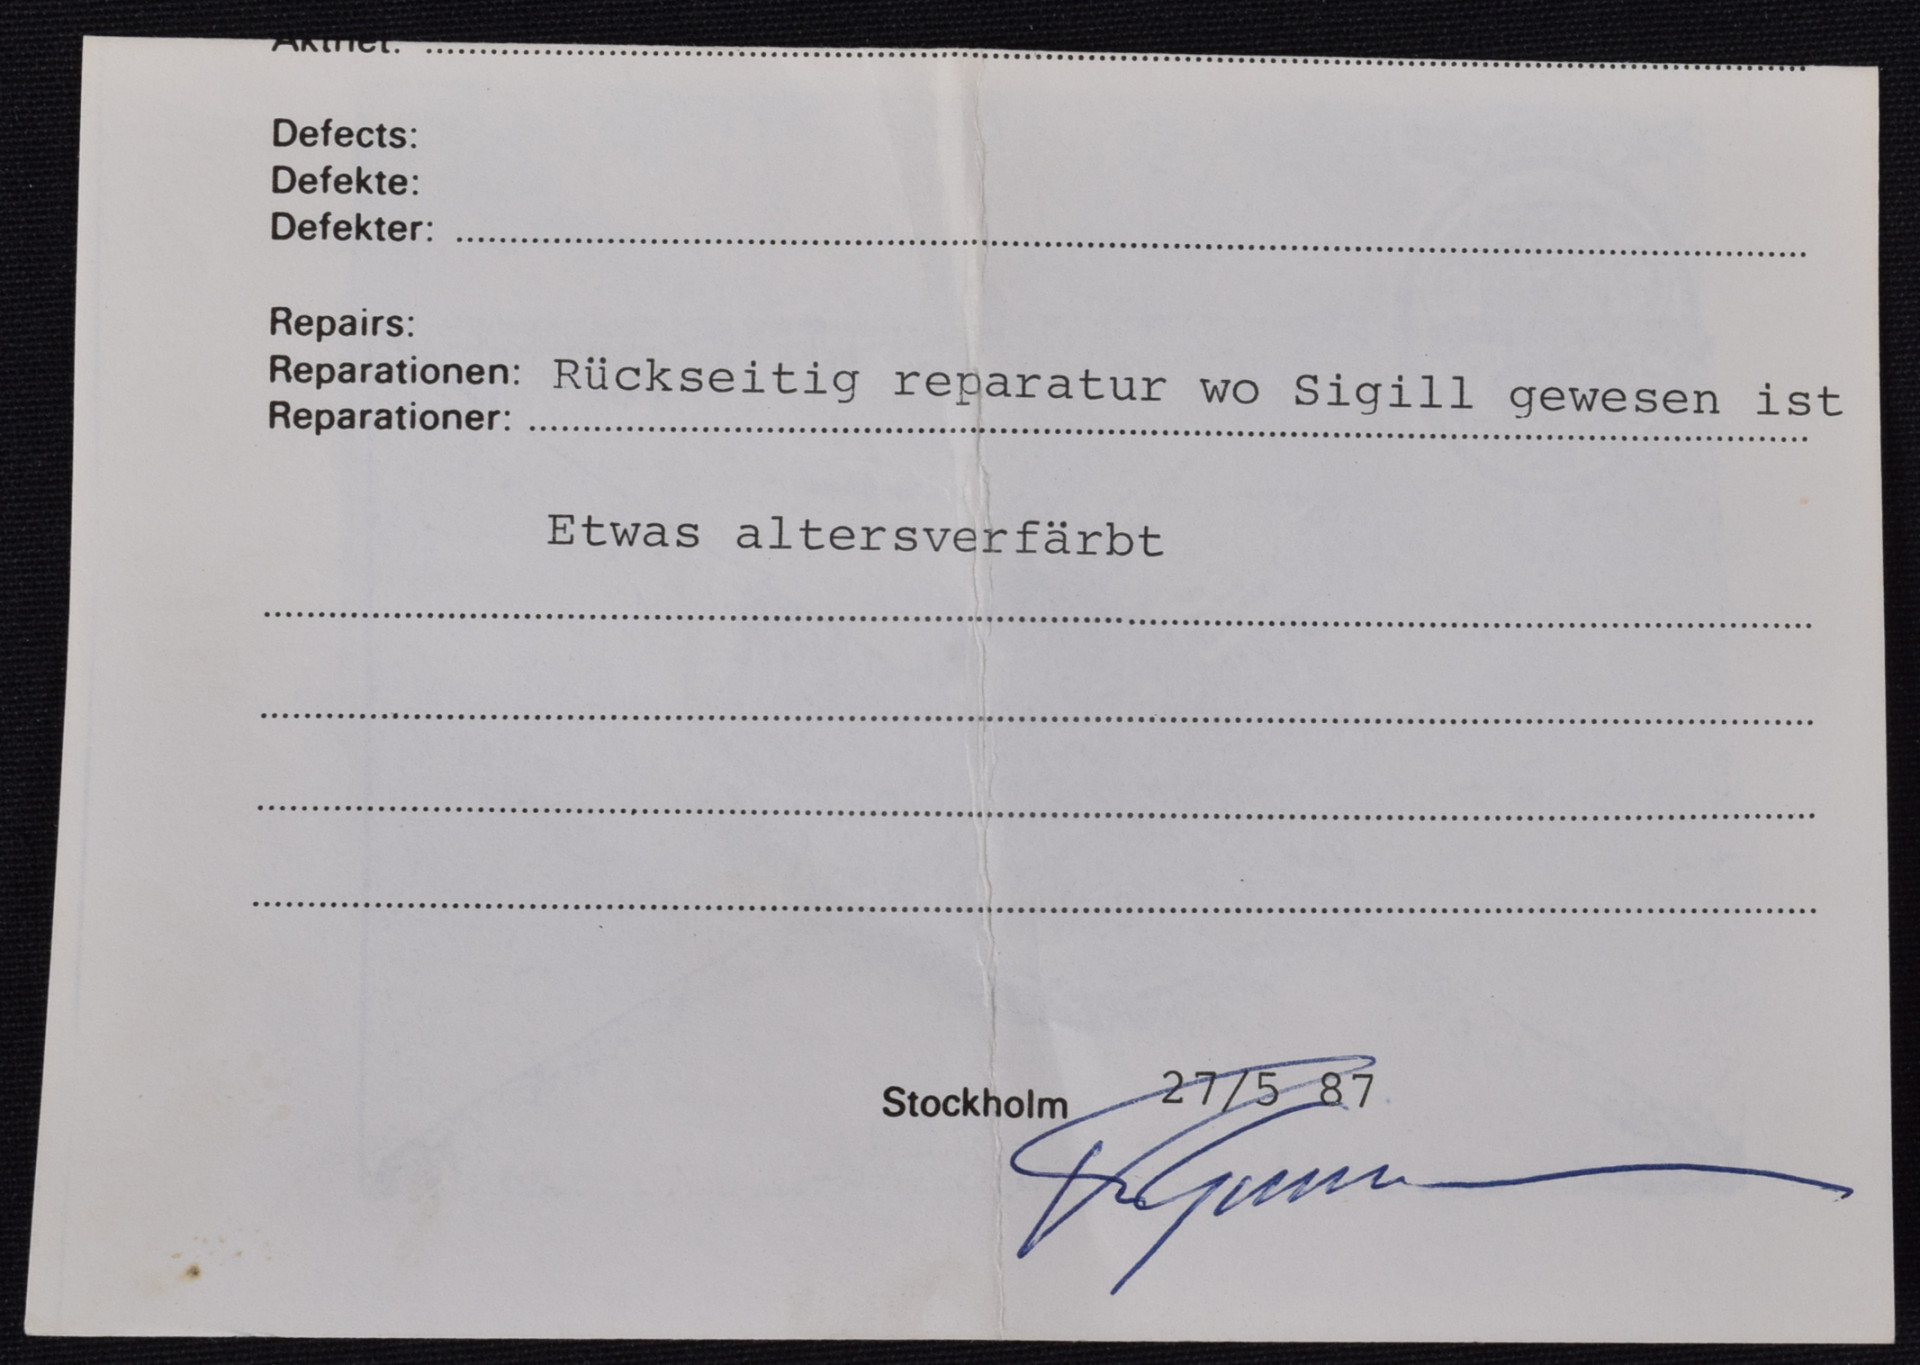 Defects:
Defekte:
Defekter:
Repairs:
Reparationen: Rückseitig reparatur wo Sigill gewesen ist
Reparationer:
Etwas altersverfärbt
Stockholm 27/5 87